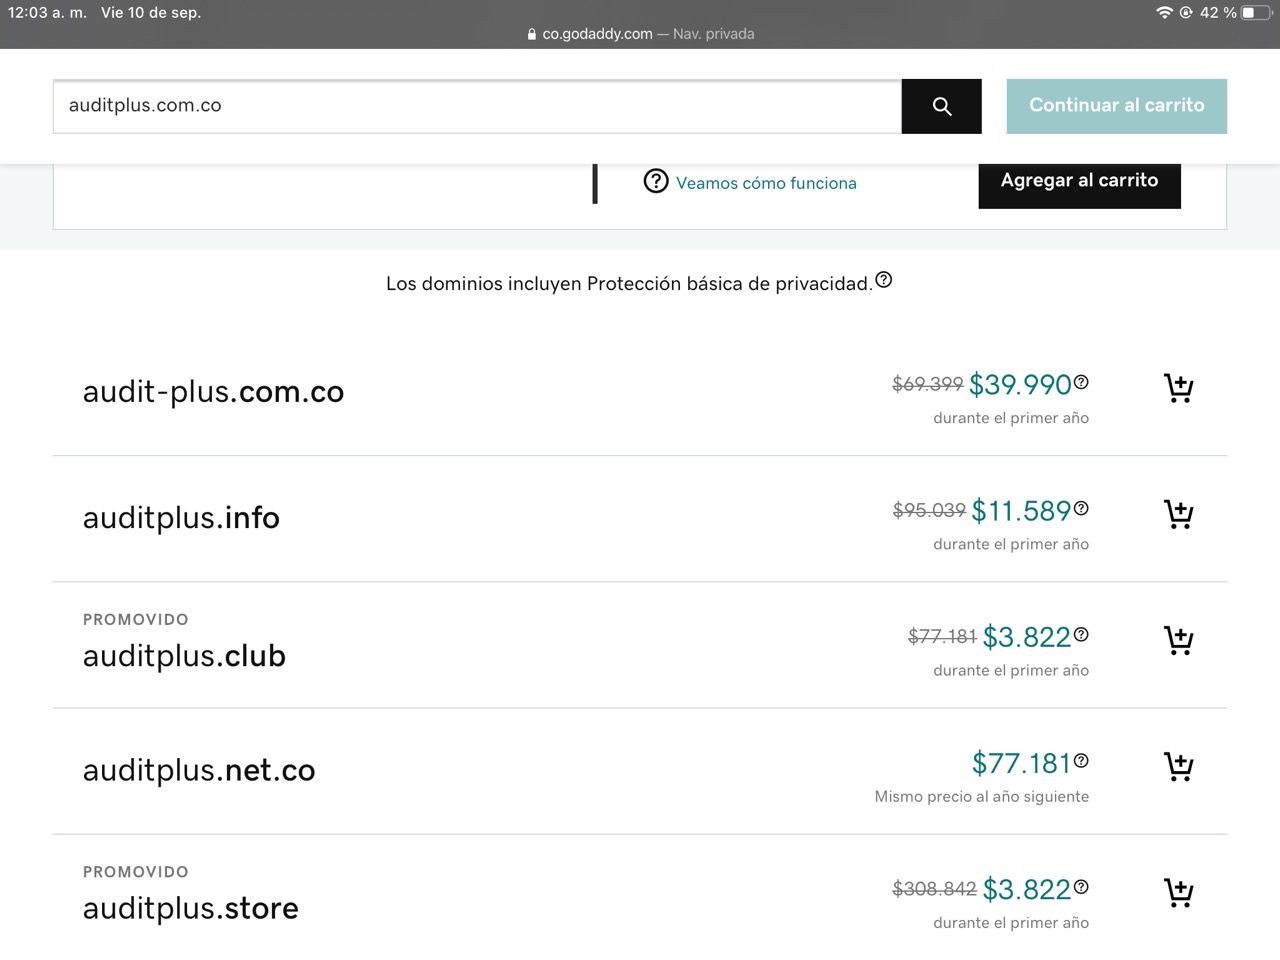 12:03 a. m. Vie 10 de sep. 42 %
co.godaddy.com — Nav. privada
auditplus.com.co Continuar al carrito
Veamos cómo funciona Agregar al carrito
Los dominios incluyen Protección básica de privacidad.
audit-plus.com.co $69.399 $39.990
durante el primer año
auditplus.info $95.039 $11.589
durante el primer año
PROMOVIDO
auditplus.club $77.181 $3.822
durante el primer año
auditplus.net.co $77.181
Mismo precio al año siguiente
PROMOVIDO
auditplus.store $308.842 $3.822
durante el primer año